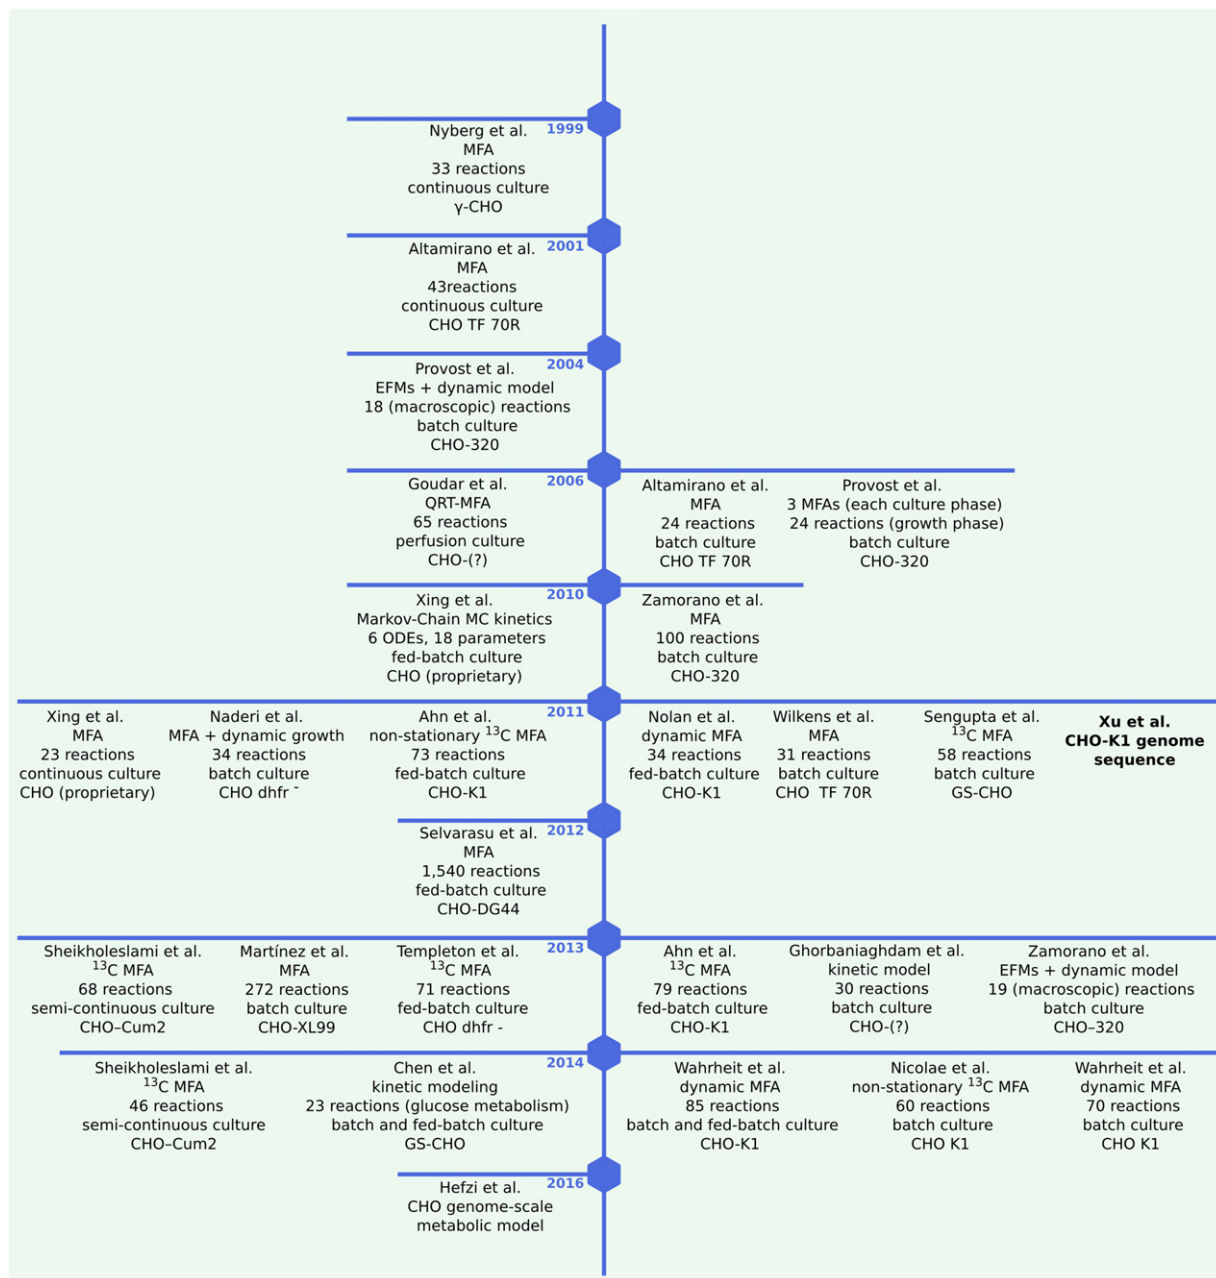 1999
Nyberg et al.
MFA
33 reactions
continuous culture
γ-CHO
2001
Altamirano et al.
MFA
43reactions
continuous culture
CHO TF 70R
2004
Provost et al.
EFMs + dynamic model
18 (macroscopic) reactions
batch culture
CHO-320
2006
Goudar et al.
QRT-MFA
65 reactions
perfusion culture
CHO-(?)
Altamirano et al.
MFA
24 reactions
batch culture
CHO TF 70R
Provost et al.
3 MFAs (each culture phase)
24 reactions (growth phase)
batch culture
CHO-320
2010
Xing et al.
Markov-Chain MC kinetics
6 ODEs, 18 parameters
fed-batch culture
CHO (proprietary)
Zamorano et al.
MFA
100 reactions
batch culture
CHO-320
2011
Xing et al.
MFA
23 reactions
continuous culture
CHO (proprietary)
Naderi et al.
MFA + dynamic growth
34 reactions
batch culture
CHO dhfr ⁻
Ahn et al.
non-stationary ¹³C MFA
73 reactions
fed-batch culture
CHO-K1
Nolan et al.
dynamic MFA
34 reactions
fed-batch culture
CHO-K1
Wilkens et al.
MFA
31 reactions
batch culture
CHO TF 70R
Sengupta et al.
¹³C MFA
58 reactions
batch culture
GS-CHO
Xu et al.
CHO-K1 genome
sequence
2012
Selvarasu et al.
MFA
1,540 reactions
fed-batch culture
CHO-DG44
2013
Sheikholeslami et al.
¹³C MFA
68 reactions
semi-continuous culture
CHO–Cum2
Martínez et al.
MFA
272 reactions
batch culture
CHO-XL99
Templeton et al.
¹³C MFA
71 reactions
fed-batch culture
CHO dhfr -
Ahn et al.
¹³C MFA
79 reactions
fed-batch culture
CHO-K1
Ghorbaniaghdam et al.
kinetic model
30 reactions
batch culture
CHO-(?)
Zamorano et al.
EFMs + dynamic model
19 (macroscopic) reactions
batch culture
CHO–320
2014
Sheikholeslami et al.
¹³C MFA
46 reactions
semi-continuous culture
CHO–Cum2
Chen et al.
kinetic modeling
23 reactions (glucose metabolism)
batch and fed-batch culture
GS-CHO
Wahrheit et al.
dynamic MFA
85 reactions
batch and fed-batch culture
CHO-K1
Nicolae et al.
non-stationary ¹³C MFA
60 reactions
batch culture
CHO K1
Wahrheit et al.
dynamic MFA
70 reactions
batch culture
CHO K1
2016
Hefzi et al.
CHO genome-scale
metabolic model